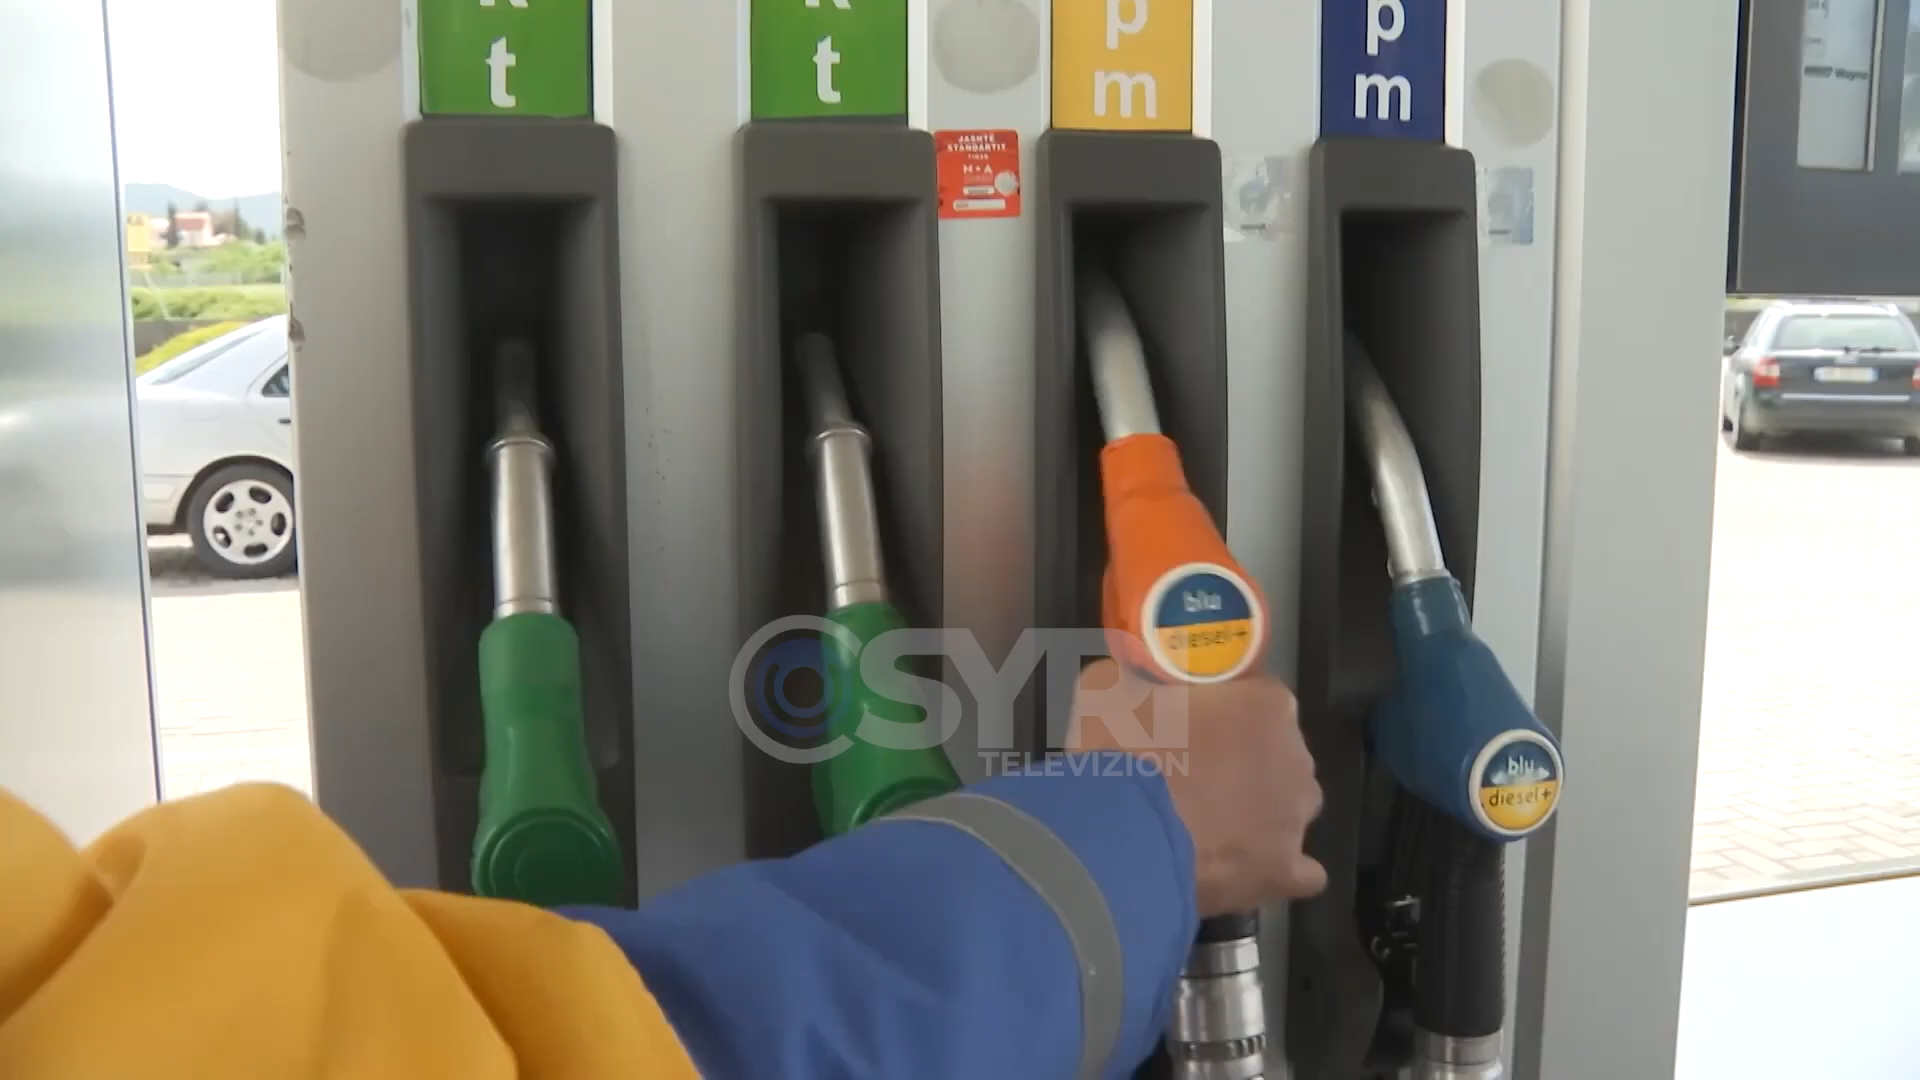 t
t
p
m
p
m
JASHTË
STANDARTIT
blu
diesel+
SYRI
TELEVIZION
blu
diesel+